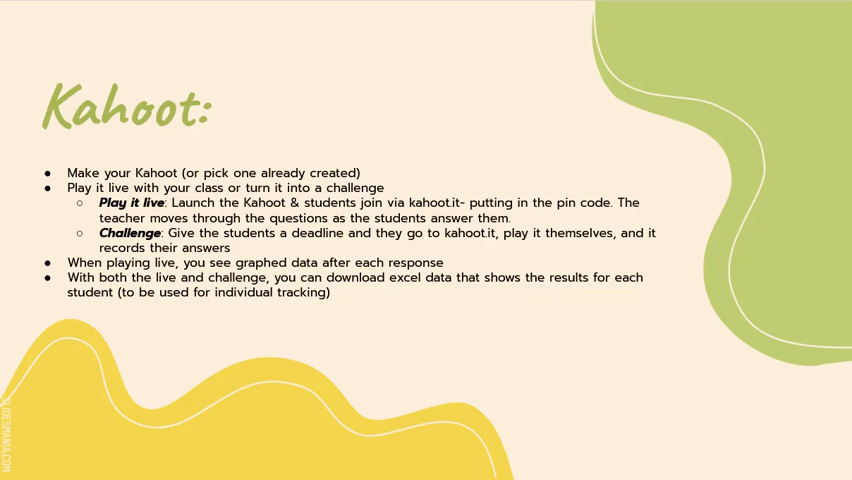 Kahoot:
● Make your Kahoot (or pick one already created)
● Play it live with your class or turn it into a challenge
○ Play it live: Launch the Kahoot & students join via kahoot.it- putting in the pin code. The
teacher moves through the questions as the students answer them.
○ Challenge: Give the students a deadline and they go to kahoot.it, play it themselves, and it
records their answers
● When playing live, you see graphed data after each response
● With both the live and challenge, you can download excel data that shows the results for each
student (to be used for individual tracking)
SLIDESMANIA.COM